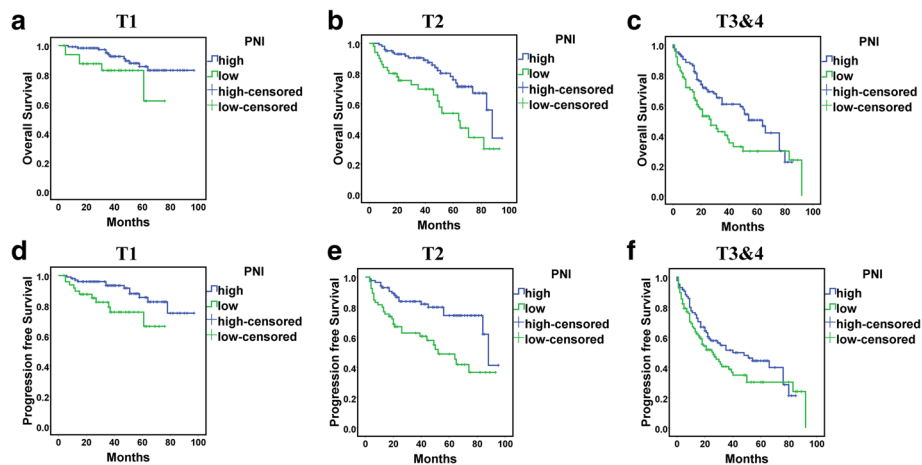 a
T1
PNI
high
low
high-censored
low-censored
Overall Survival
1.0
0.8
0.6
0.4
0.2
0.0
0 20 40 60 80 100
Months
b
T2
PNI
high
low
high-censored
low-censored
Overall Survival
1.0
0.8
0.6
0.4
0.2
0.0
0 20 40 60 80 100
Months
c
T3&4
PNI
high
low
high-censored
low-censored
Overall Survival
1.0
0.8
0.6
0.4
0.2
0.0
0 20 40 60 80 100
Months
d
T1
PNI
high
low
high-censored
low-censored
Progression free Survival
1.0
0.8
0.6
0.4
0.2
0.0
0 20 40 60 80 100
Months
e
T2
PNI
high
low
high-censored
low-censored
Progression free Survival
1.0
0.8
0.6
0.4
0.2
0.0
0 20 40 60 80 100
Months
f
T3&4
PNI
high
low
high-censored
low-censored
Progression free Survival
1.0
0.8
0.6
0.4
0.2
0.0
0 20 40 60 80 100
Months